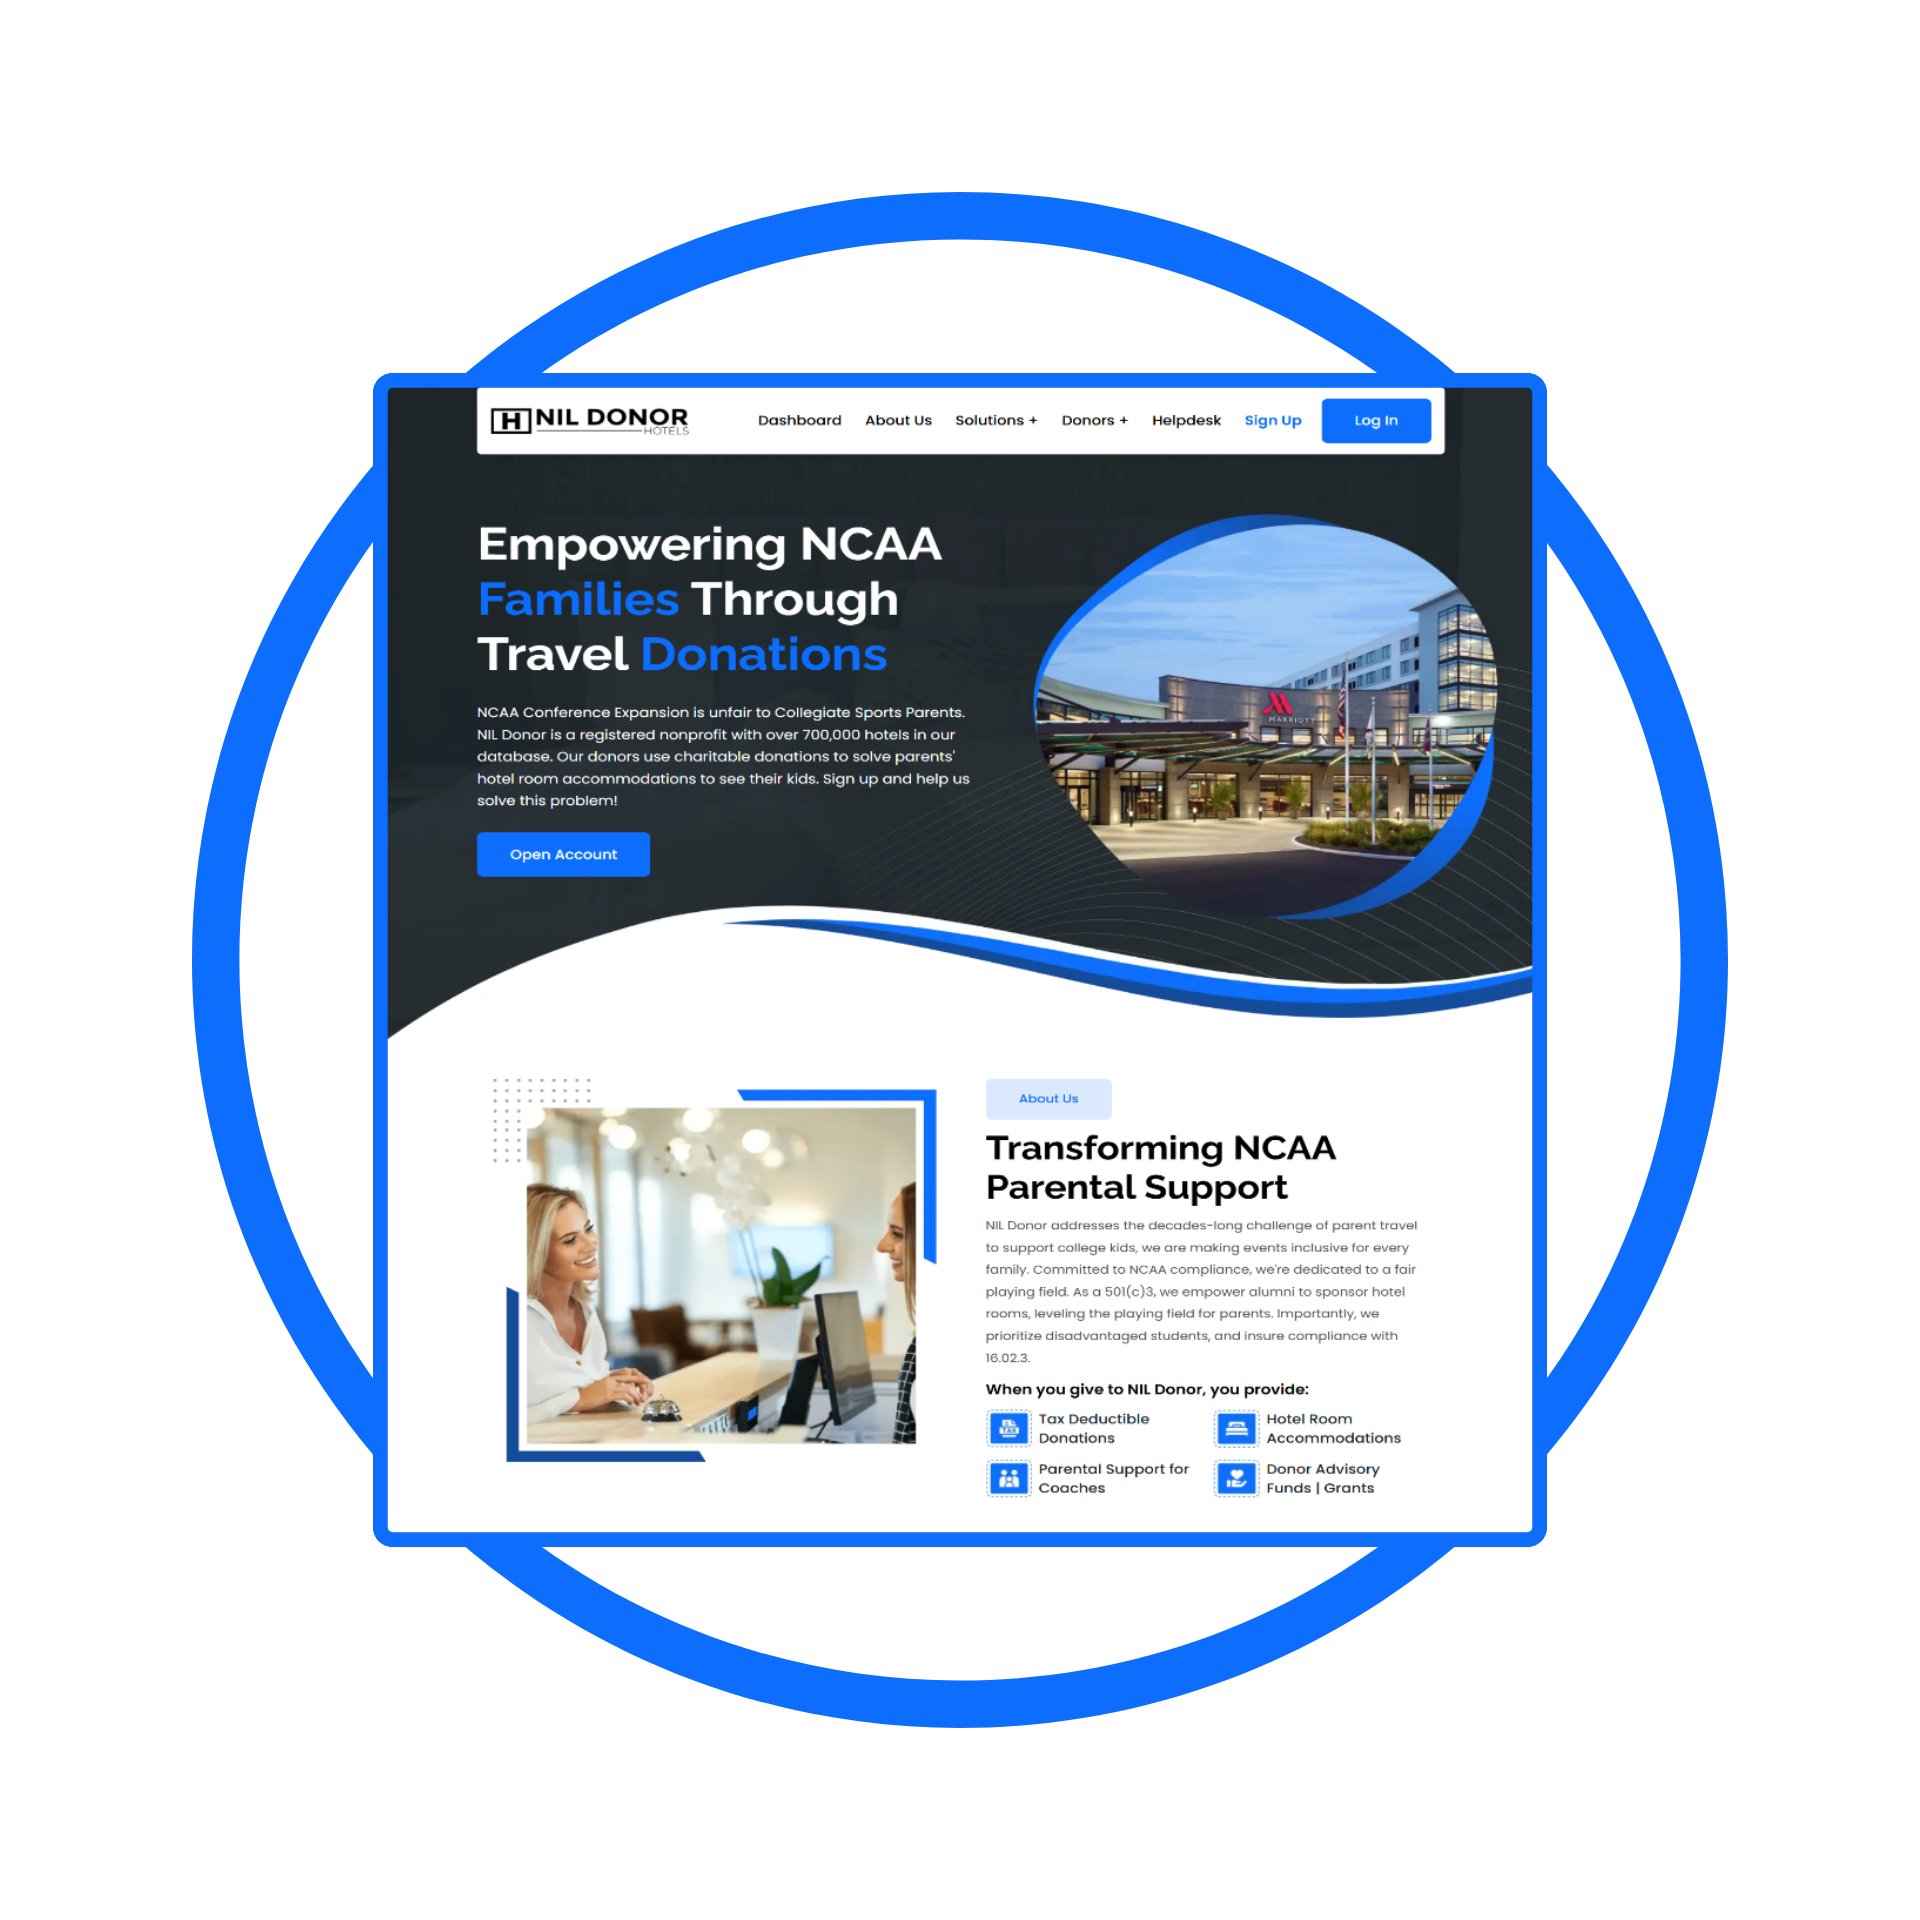 H NIL DONOR
HOTELS
Dashboard About Us Solutions + Donors + Helpdesk Sign Up Log In
Empowering NCAA
Families Through
Travel Donations
NCAA Conference Expansion is unfair to Collegiate Sports Parents.
NIL Donor is a registered nonprofit with over 700,000 hotels in our
database. Our donors use charitable donations to solve parents'
hotel room accommodations to see their kids. Sign up and help us
solve this problem!
Open Account
MARRIOTT
About Us
Transforming NCAA
Parental Support
NIL Donor addresses the decades-long challenge of parent travel
to support college kids, we are making events inclusive for every
family. Committed to NCAA compliance, we're dedicated to a fair
playing field. As a 501(c)3, we empower alumni to sponsor hotel
rooms, leveling the playing field for parents. Importantly, we
prioritize disadvantaged students, and insure compliance with
16.02.3.
When you give to NIL Donor, you provide:
TAX
Tax Deductible
Donations
Hotel Room
Accommodations
Parental Support for
Coaches
Donor Advisory
Funds | Grants